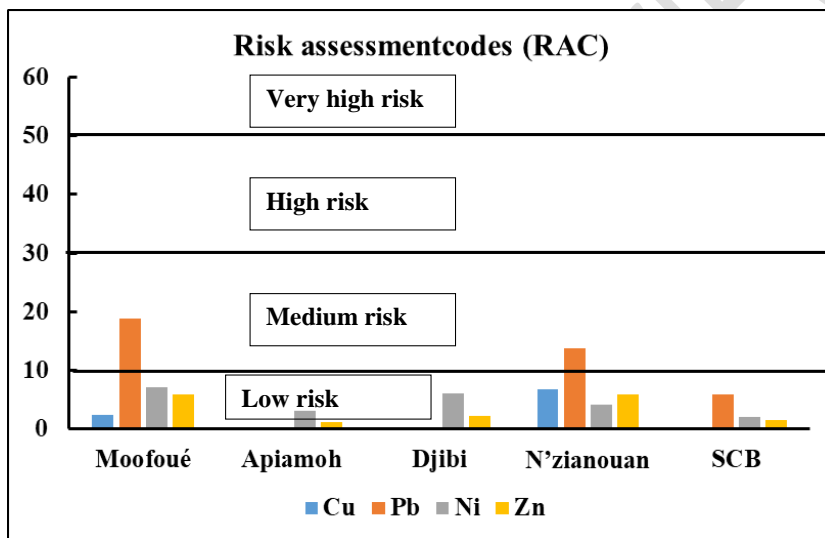 Risk assessmentcodes (RAC)
60
Very high risk
50
40
High risk
30
20
Medium risk
10
Low risk
0
Moofoué Apiamoh Djibi N’zianouan SCB
Cu Pb Ni Zn